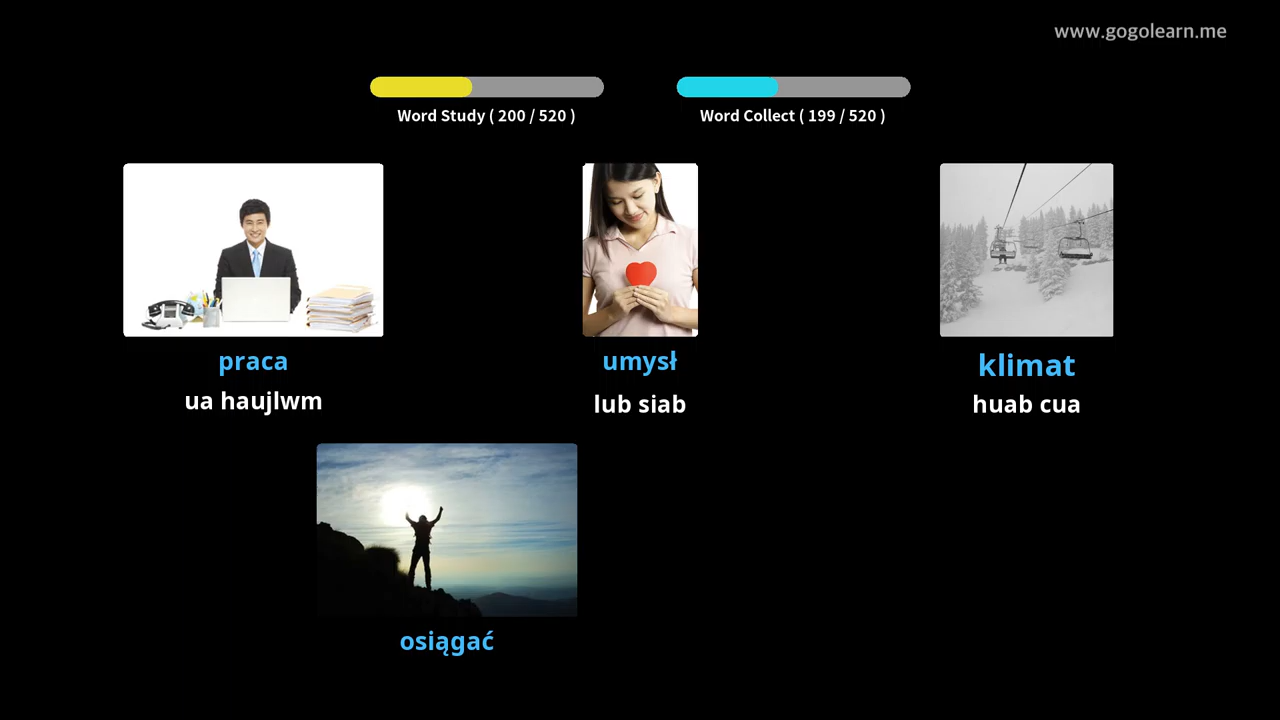 www.gogolearn.me
Word Study ( 200 / 520 )
Word Collect ( 199 / 520 )
praca
ua haujlwm
umysł
lub siab
klimat
huab cua
osiągać